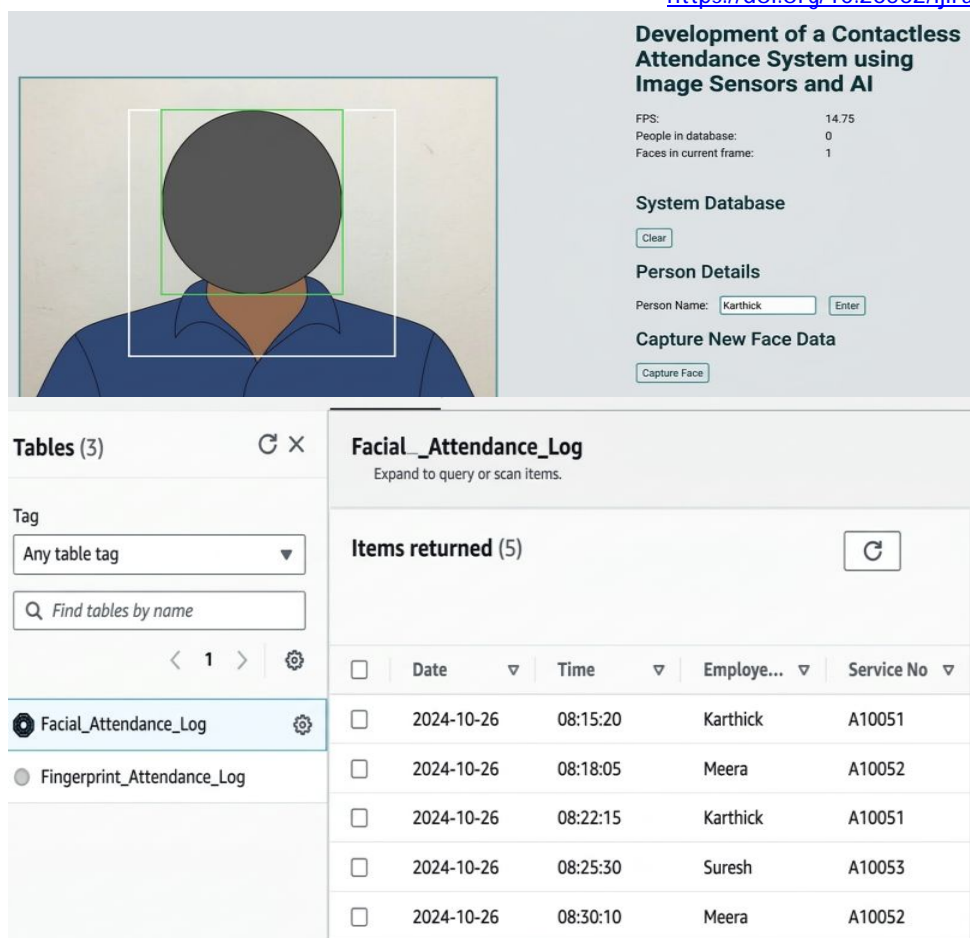 Development of a Contactless
Attendance System using
Image Sensors and AI
FPS: 14.75
People in database: 0
Faces in current frame: 1
System Database
Clear
Person Details
Person Name: Karthick Enter
Capture New Face Data
Capture Face
Tables (3)
Tag
Any table tag
Find tables by name
1
Facial_Attendance_Log
Fingerprint_Attendance_Log
Facial__Attendance_Log
Expand to query or scan items.
Items returned (5)
Date Time Employe... Service No
2024-10-26 08:15:20 Karthick A10051
2024-10-26 08:18:05 Meera A10052
2024-10-26 08:22:15 Karthick A10051
2024-10-26 08:25:30 Suresh A10053
2024-10-26 08:30:10 Meera A10052